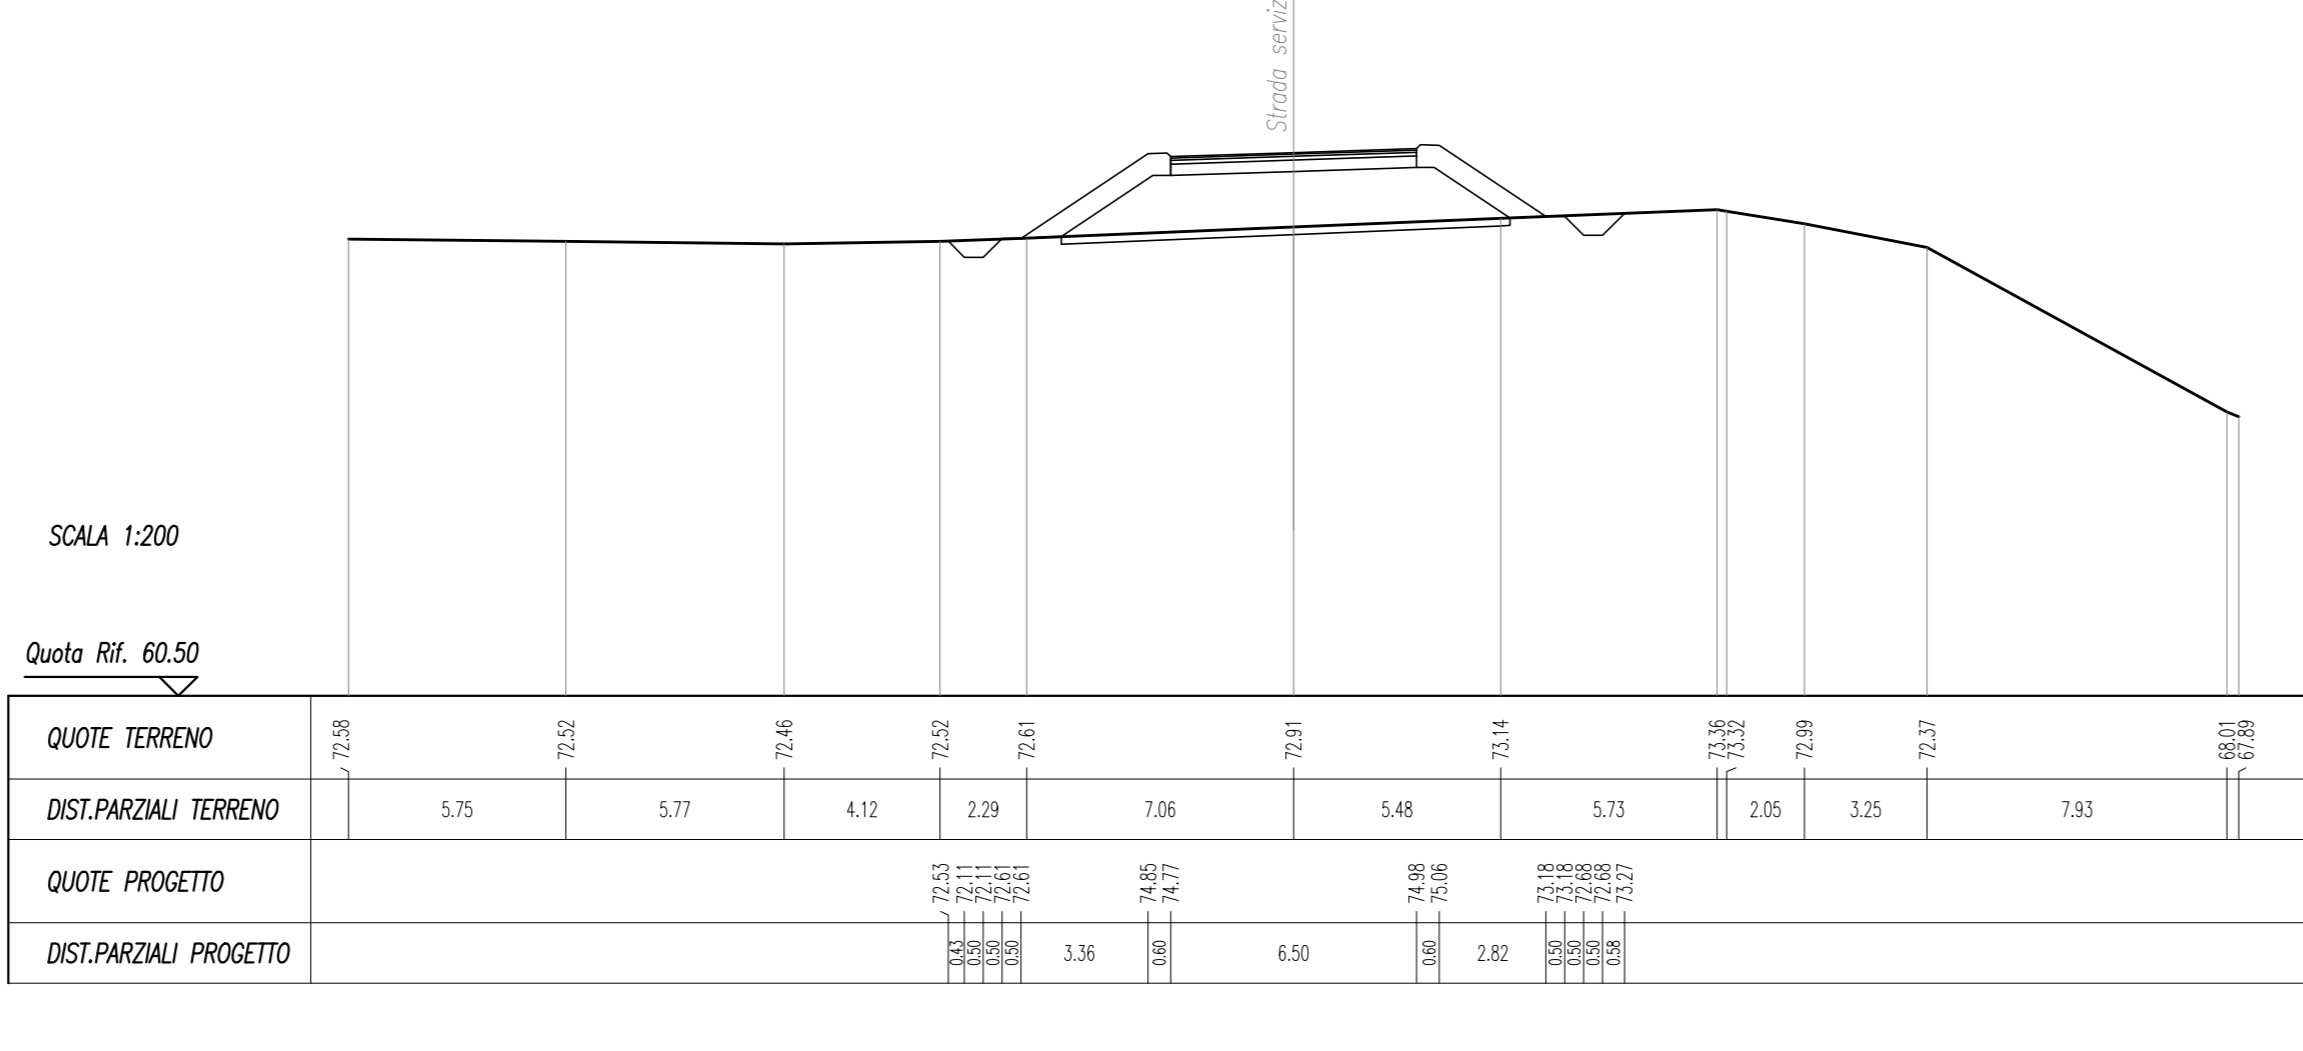 Strada serviz
SCALA 1:200
Quota Rif. 60.50
QUOTE TERRENO 72.58 72.52 72.46 72.52 72.61 72.91 73.14 73.36 73.32 72.99 72.37 68.01 67.89
DIST.PARZIALI TERRENO 5.75 5.77 4.12 2.29 7.06 5.48 5.73 2.05 3.25 7.93
QUOTE PROGETTO 72.53 72.11 72.11 72.61 72.61 74.85 74.77 74.98 75.06 73.18 73.18 72.68 72.68 73.27
DIST.PARZIALI PROGETTO 0.43 0.50 0.50 0.50 3.36 0.60 6.50 0.60 2.82 0.50 0.50 0.50 0.58